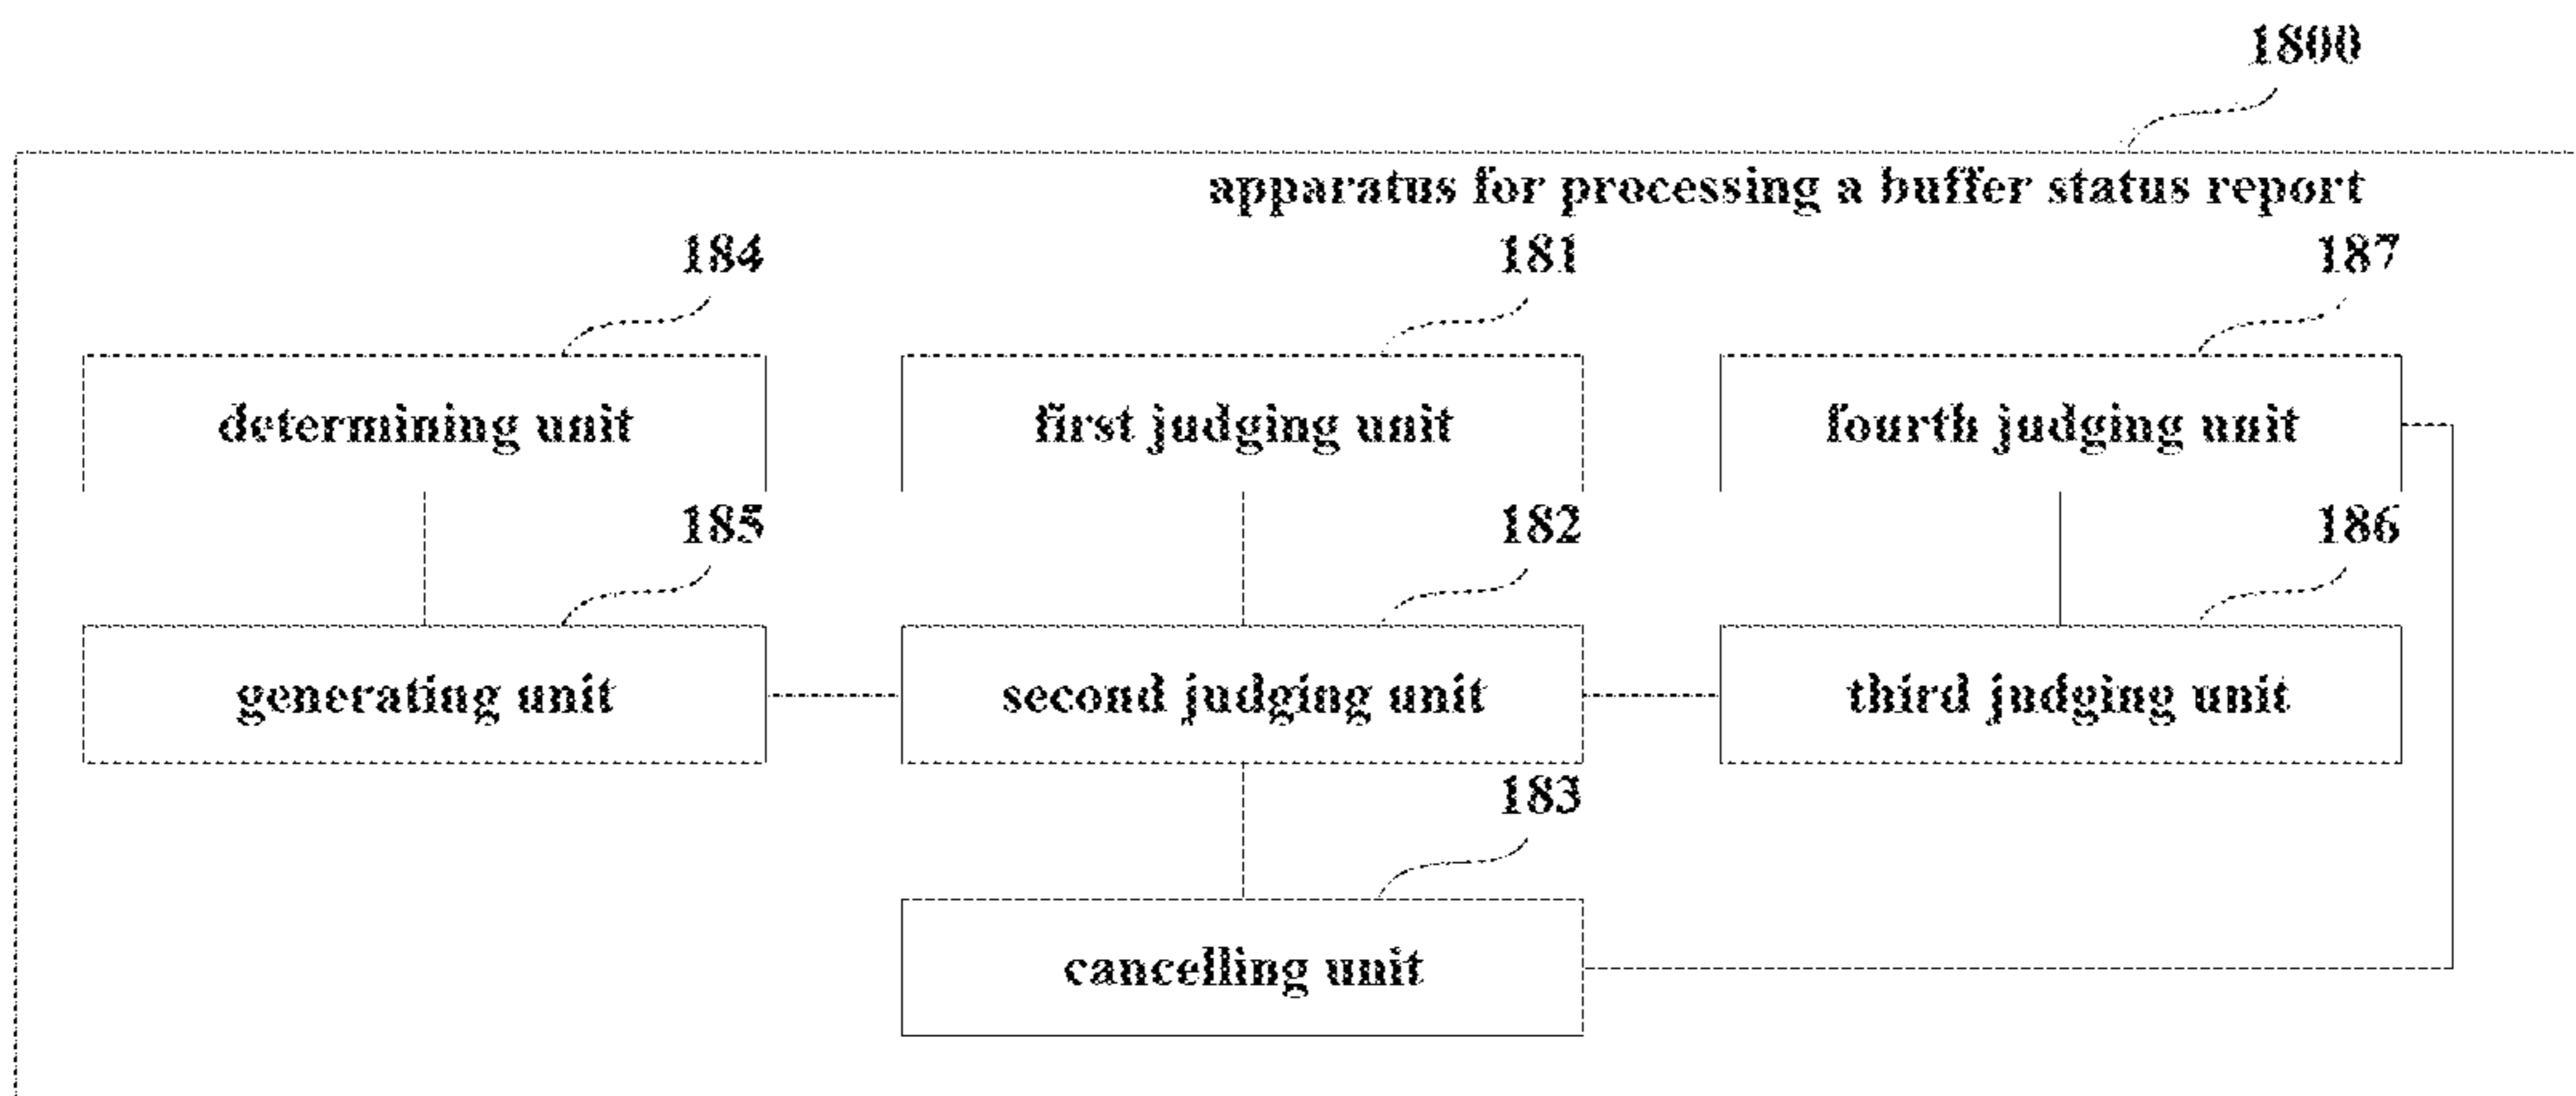 1800
apparatus for processing a buffer status report
184 181 187
determining unit first judging unit fourth judging unit
185 182 186
generating unit second judging unit third judging unit
183
cancelling unit